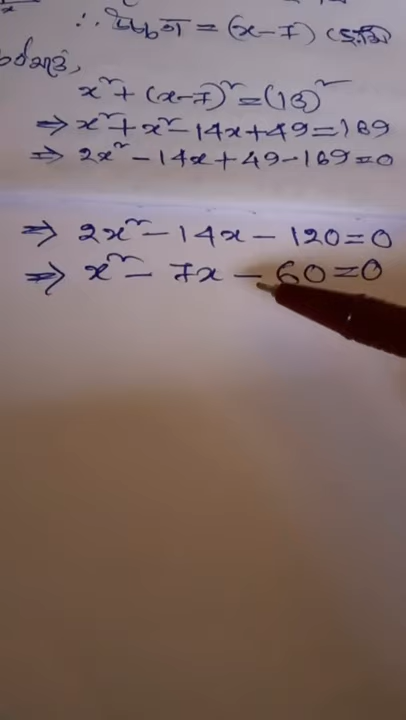 ∴ = (x-7)
x² + (x-7)² = (13)²
⇒ x² + x² - 14x + 49 = 169
⇒ 2x² - 14x + 49 - 169 = 0
⇒ 2x² - 14x - 120 = 0
⇒ x² - 7x - 60 = 0